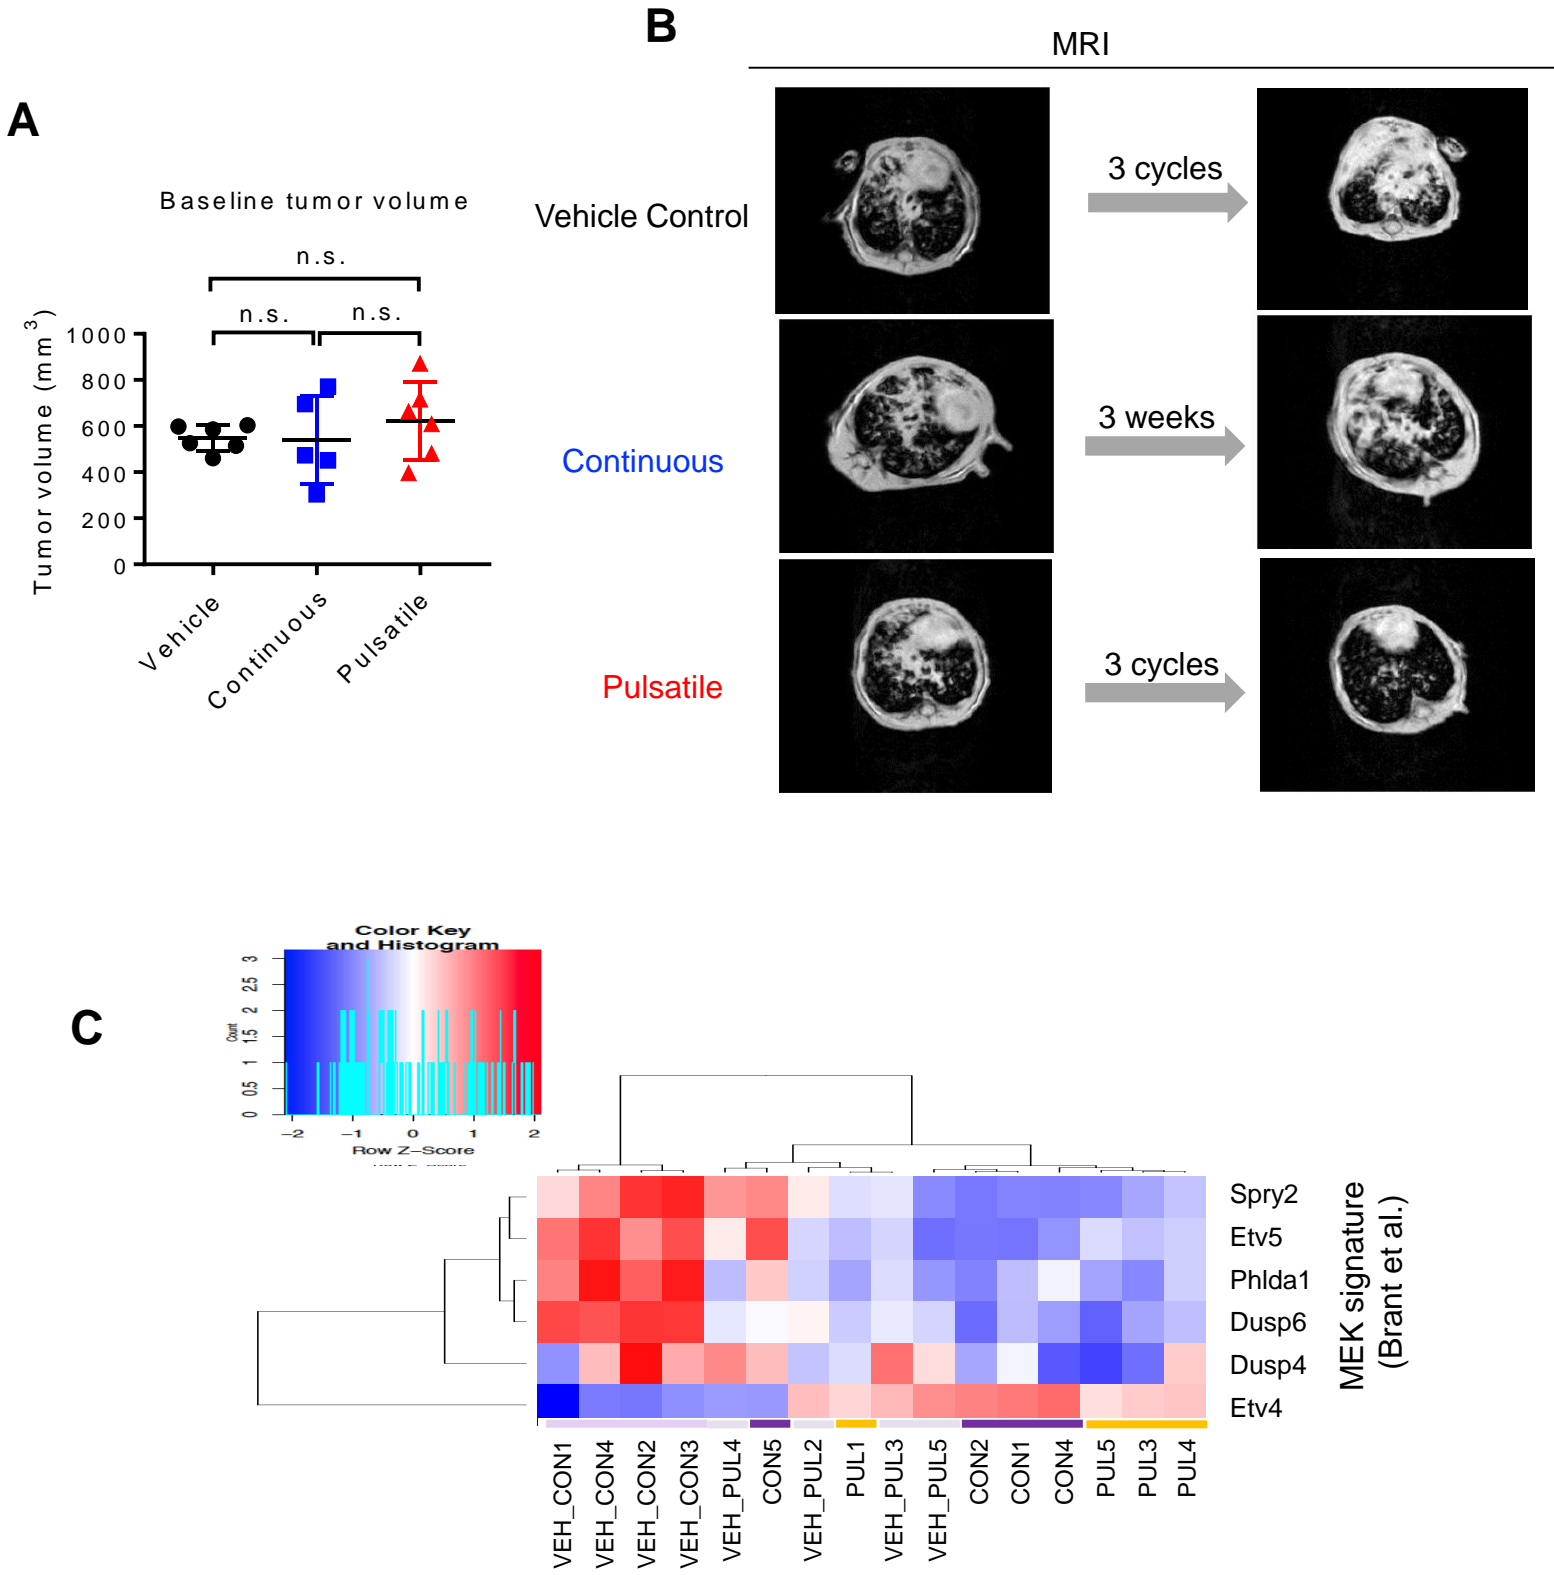 B
MRI
A
Baseline tumor volume
n.s.
n.s.
n.s.
Tumor volume (mm³)
1000
800
600
400
200
0
Vehicle
Continuous
Pulsatile
Vehicle Control
3 cycles
Continuous
3 weeks
Pulsatile
3 cycles
C
Color Key
and Histogram
Count
3
2.5
2
1.5
1
0.5
0
−2 −1 0 1 2
Row Z−Score
Spry2
Etv5
Phlda1
Dusp6
Dusp4
Etv4
MEK signature
(Brant et al.)
VEH_CON1
VEH_CON4
VEH_CON2
VEH_CON3
VEH_PUL4
CON5
VEH_PUL2
PUL1
VEH_PUL3
VEH_PUL5
CON2
CON1
CON4
PUL5
PUL3
PUL4